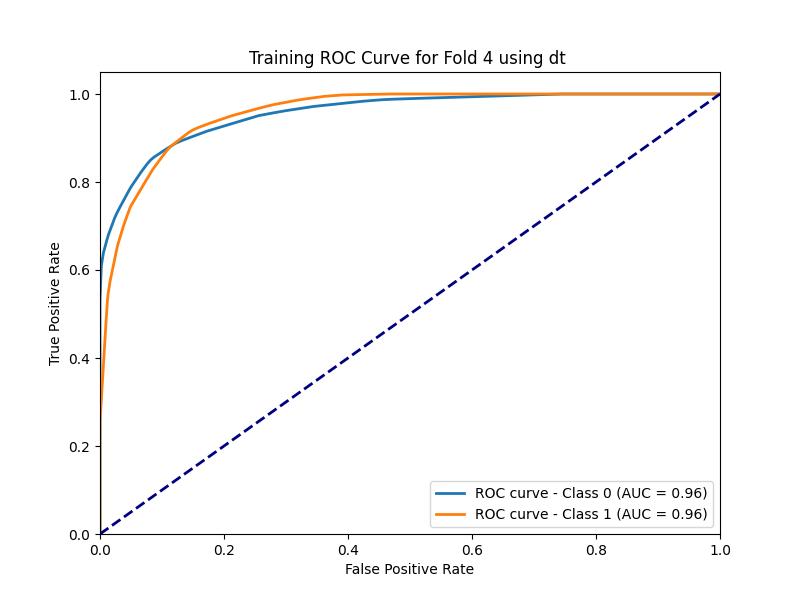 Training ROC Curve for Fold 4 using dt
True Positive Rate
1.0
0.8
0.6
0.4
0.2
0.0
ROC curve - Class 0 (AUC = 0.96)
ROC curve - Class 1 (AUC = 0.96)
0.0 0.2 0.4 0.6 0.8 1.0
False Positive Rate